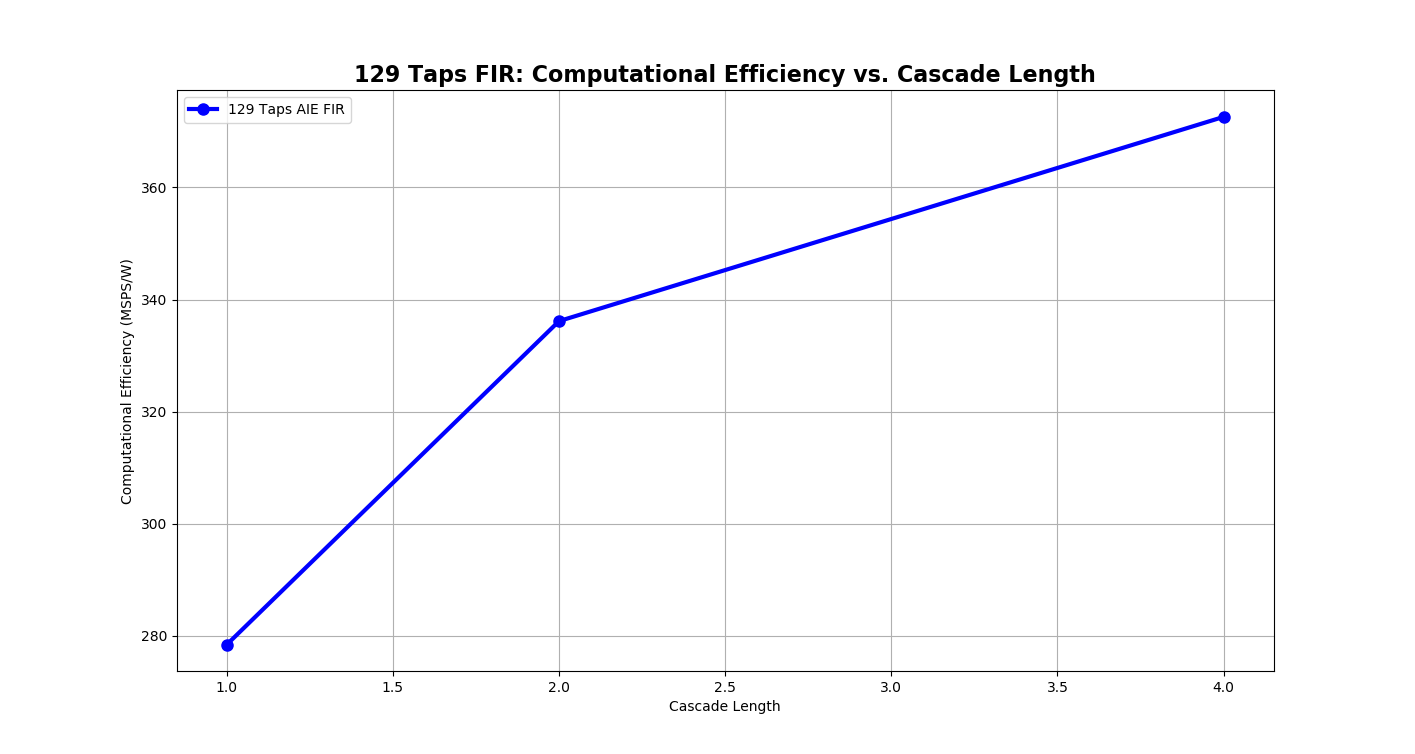 129 Taps FIR: Computational Efficiency vs. Cascade Length
129 Taps AIE FIR
Computational Efficiency (MSPS/W)
360
340
320
300
280
1.0 1.5 2.0 2.5 3.0 3.5 4.0
Cascade Length